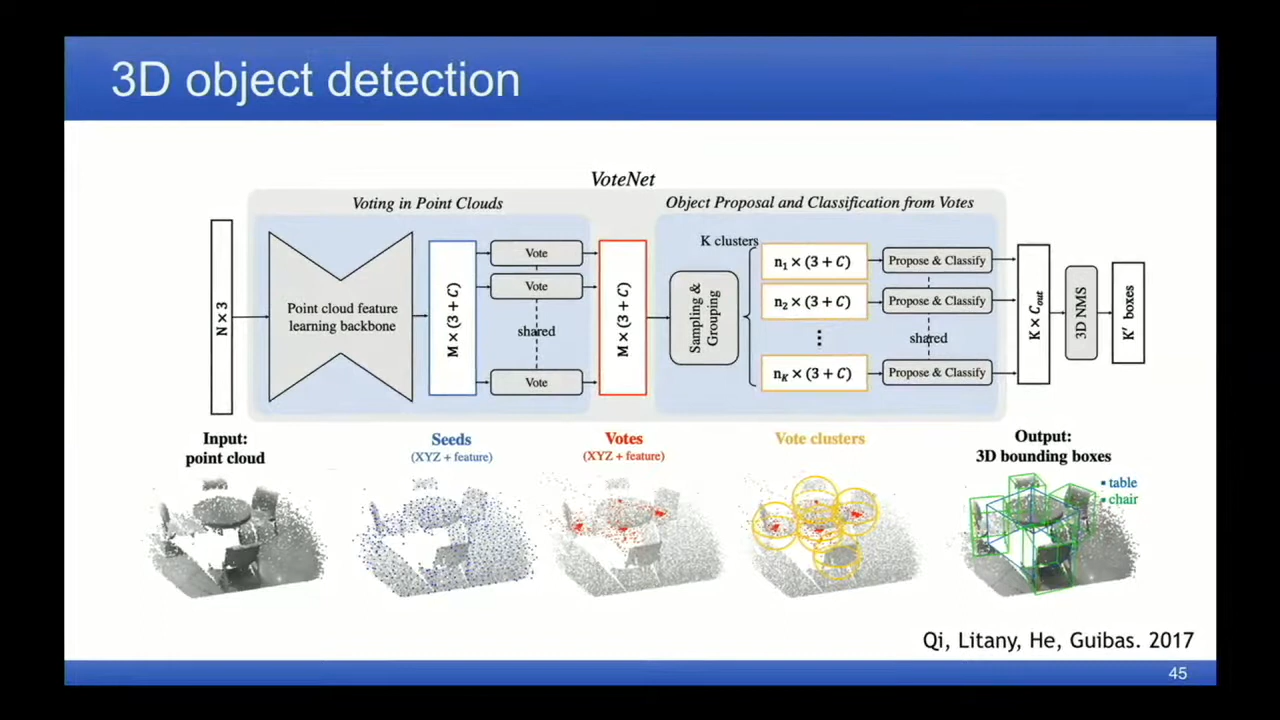 3D object detection
VoteNet
Voting in Point Clouds
Object Proposal and Classification from Votes
N × 3
Point cloud feature
learning backbone
M × (3 + C)
Vote
Vote
shared
Vote
M × (3 + C)
Sampling &
Grouping
K clusters
n₁ × (3 + C)
n₂ × (3 + C)
⋮
n_K × (3 + C)
Propose & Classify
Propose & Classify
shared
Propose & Classify
K × C_out
3D NMS
K′ boxes
Input:
point cloud
Seeds
(XYZ + feature)
Votes
(XYZ + feature)
Vote clusters
Output:
3D bounding boxes
▪ table
▪ chair
Qi, Litany, He, Guibas. 2017
45